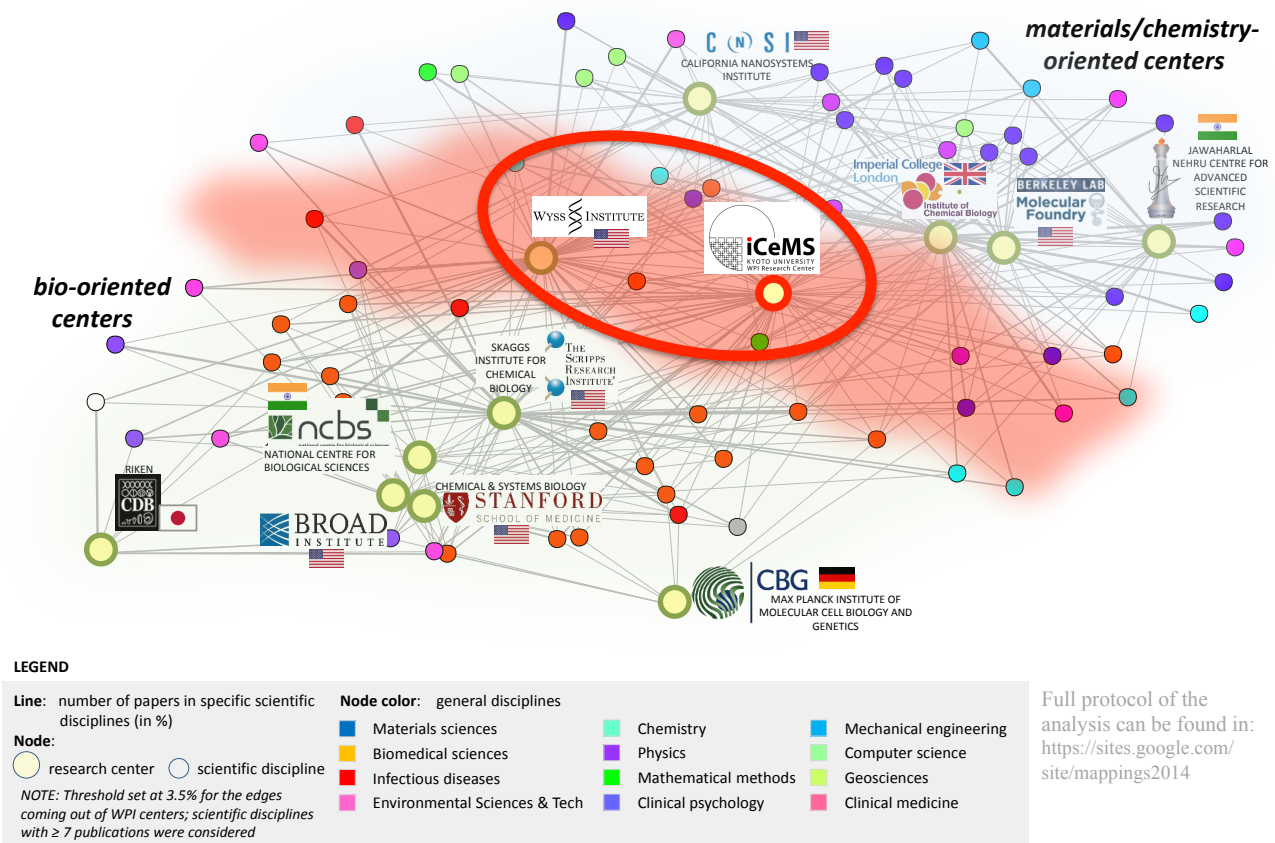 materials/chemistry-
oriented centers
C N S I
CALIFORNIA NANOSYSTEMS
INSTITUTE
JAWAHARLAL
NEHRU CENTRE FOR
ADVANCED
SCIENTIFIC
RESEARCH
Imperial College
London
Institute of
Chemical Biology
BERKELEY LAB
Molecular
Foundry
WYSS INSTITUTE
iCeMS
KYOTO UNIVERSITY
WPI Research Center
bio-oriented
centers
SKAGGS
INSTITUTE FOR
CHEMICAL
BIOLOGY
THE
SCRIPPS
RESEARCH
INSTITUTE®
ncbs
NATIONAL CENTRE FOR
BIOLOGICAL SCIENCES
RIKEN
CDB
CHEMICAL & SYSTEMS BIOLOGY
STANFORD
SCHOOL OF MEDICINE
BROAD
INSTITUTE
CBG
MAX PLANCK INSTITUTE OF
MOLECULAR CELL BIOLOGY AND
GENETICS
LEGEND
Line: number of papers in specific scientific
disciplines (in %)
Node:
research center
scientific discipline
NOTE: Threshold set at 3.5% for the edges
coming out of WPI centers; scientific disciplines
with ≥ 7 publications were considered
Node color: general disciplines
Materials sciences
Biomedical sciences
Infectious diseases
Environmental Sciences & Tech
Chemistry
Physics
Mathematical methods
Clinical psychology
Mechanical engineering
Computer science
Geosciences
Clinical medicine
Full protocol of the
analysis can be found in:
https://sites.google.com/
site/mappings2014